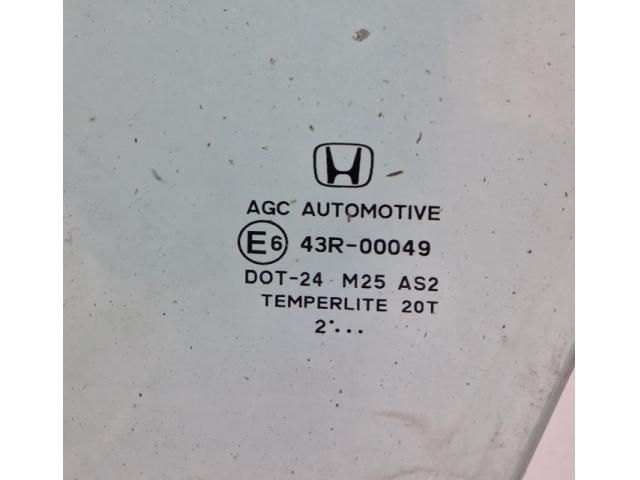 AGC AUTOMOTIVE
E6 43R-00049
DOT-24 M25 AS2
TEMPERLITE 20T
2˙...